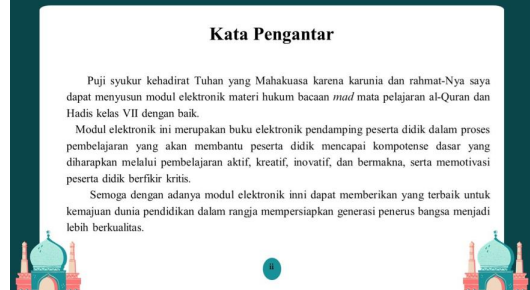 Kata Pengantar
Puji syukur kehadirat Tuhan yang Mahakuasa karena karunia dan rahmat-Nya saya
dapat menyusun modul elektronik materi hukum bacaan mad mata pelajaran al-Quran dan
Hadis kelas VII dengan baik.
Modul elektronik ini merupakan buku elektronik pendamping peserta didik dalam proses
pembelajaran yang akan membantu peserta didik mencapai kompotense dasar yang
diharapkan melalui pembelajaran aktif, kreatif, inovatif, dan bermakna, serta memotivasi
peserta didik berfikir kritis.
Semoga dengan adanya modul elektronik inni dapat memberikan yang terbaik untuk
kemajuan dunia pendidikan dalam rangja mempersiapkan generasi penerus bangsa menjadi
lebih berkualitas.
ii